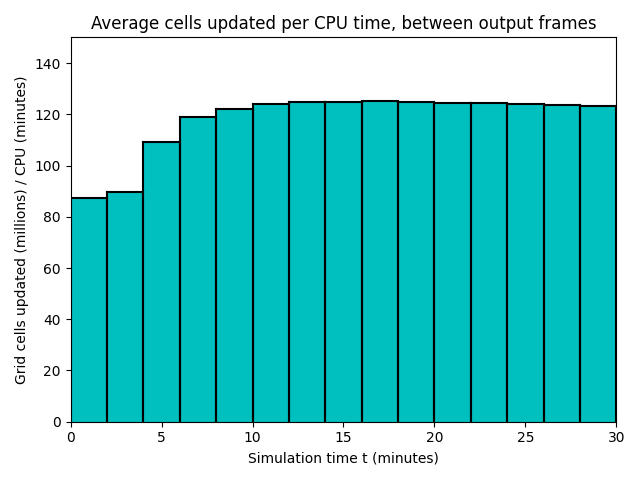 Average cells updated per CPU time, between output frames
Grid cells updated (millions) / CPU (minutes)
140
120
100
80
60
40
20
0
0 5 10 15 20 25 30
Simulation time t (minutes)